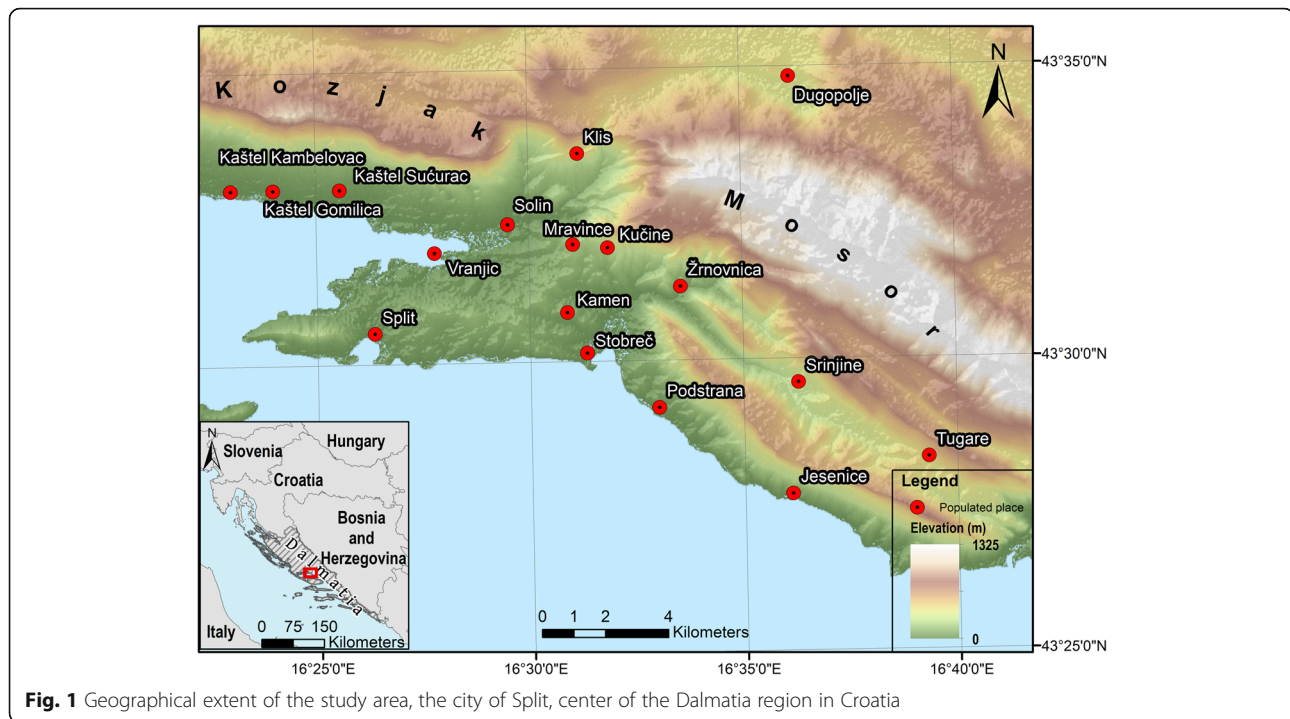 N
43°35'0"N
Kozjak
Dugopolje
Klis
Kaštel Kambelovac
Kaštel Sućurac
Kaštel Gomilica
Mosor
Solin
Mravince
Kučine
Vranjic
Žrnovnica
Kamen
Split
Stobreč
43°30'0"N
Srinjine
Podstrana
Tugare
Jesenice
N
Hungary
Slovenia
Croatia
Bosnia
and
Herzegovina
Dalmatia
Italy
0 75 150
Kilometers
0 1 2 4
Kilometers
Legend
Populated place
Elevation (m)
1325
0
43°25'0"N
16°25'0"E 16°30'0"E 16°35'0"E 16°40'0"E
Fig. 1 Geographical extent of the study area, the city of Split, center of the Dalmatia region in Croatia